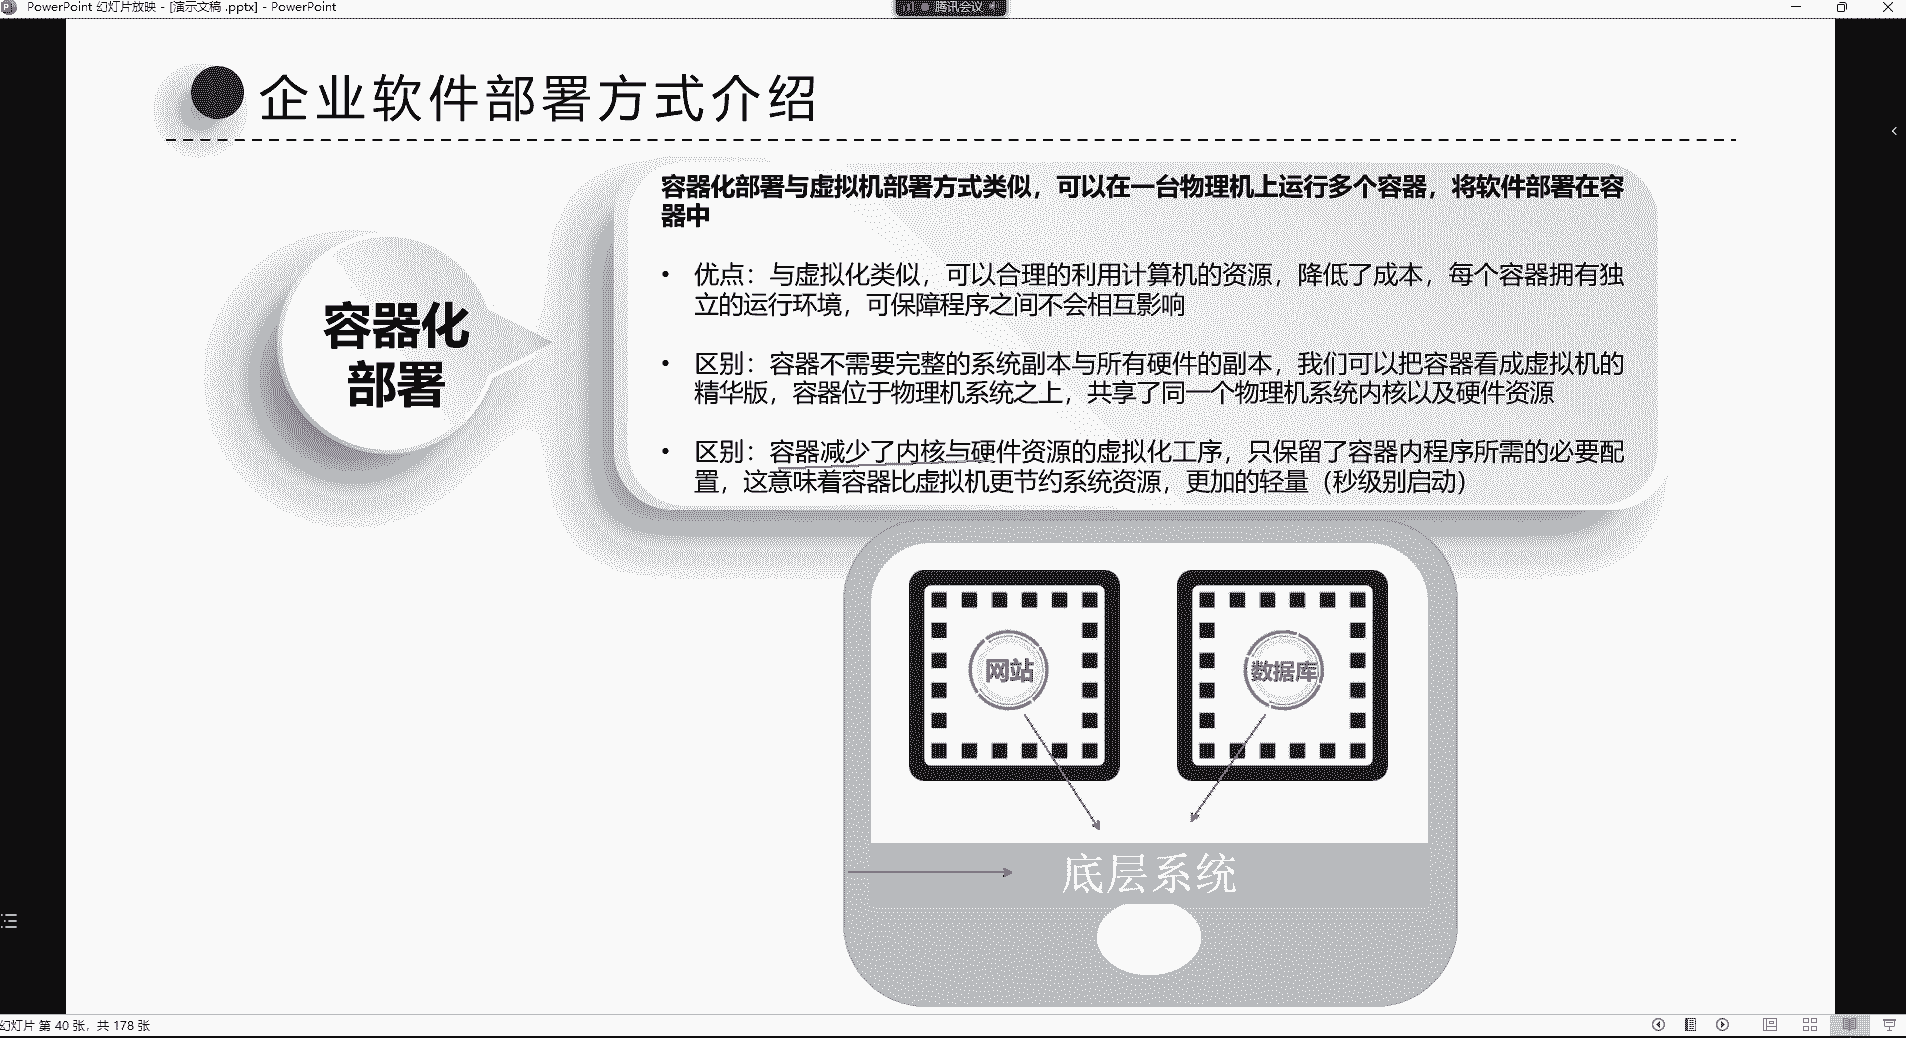 PowerPoint 幻灯片放映 - [演示文稿 .pptx] - PowerPoint
腾讯会议
企业软件部署方式介绍
容器化部署与虚拟机部署方式类似，可以在一台物理机上运行多个容器，将软件部署在容
器中
• 优点：与虚拟化类似，可以合理的利用计算机的资源，降低了成本，每个容器拥有独
立的运行环境，可保障程序之间不会相互影响
容器化
部署
• 区别：容器不需要完整的系统副本与所有硬件的副本，我们可以把容器看成虚拟机的
精华版，容器位于物理机系统之上，共享了同一个物理机系统内核以及硬件资源
• 区别：容器减少了内核与硬件资源的虚拟化工序，只保留了容器内程序所需的必要配
置，这意味着容器比虚拟机更节约系统资源，更加的轻量（秒级别启动）
网站
数据库
底层系统
幻灯片 第 40 张，共 178 张